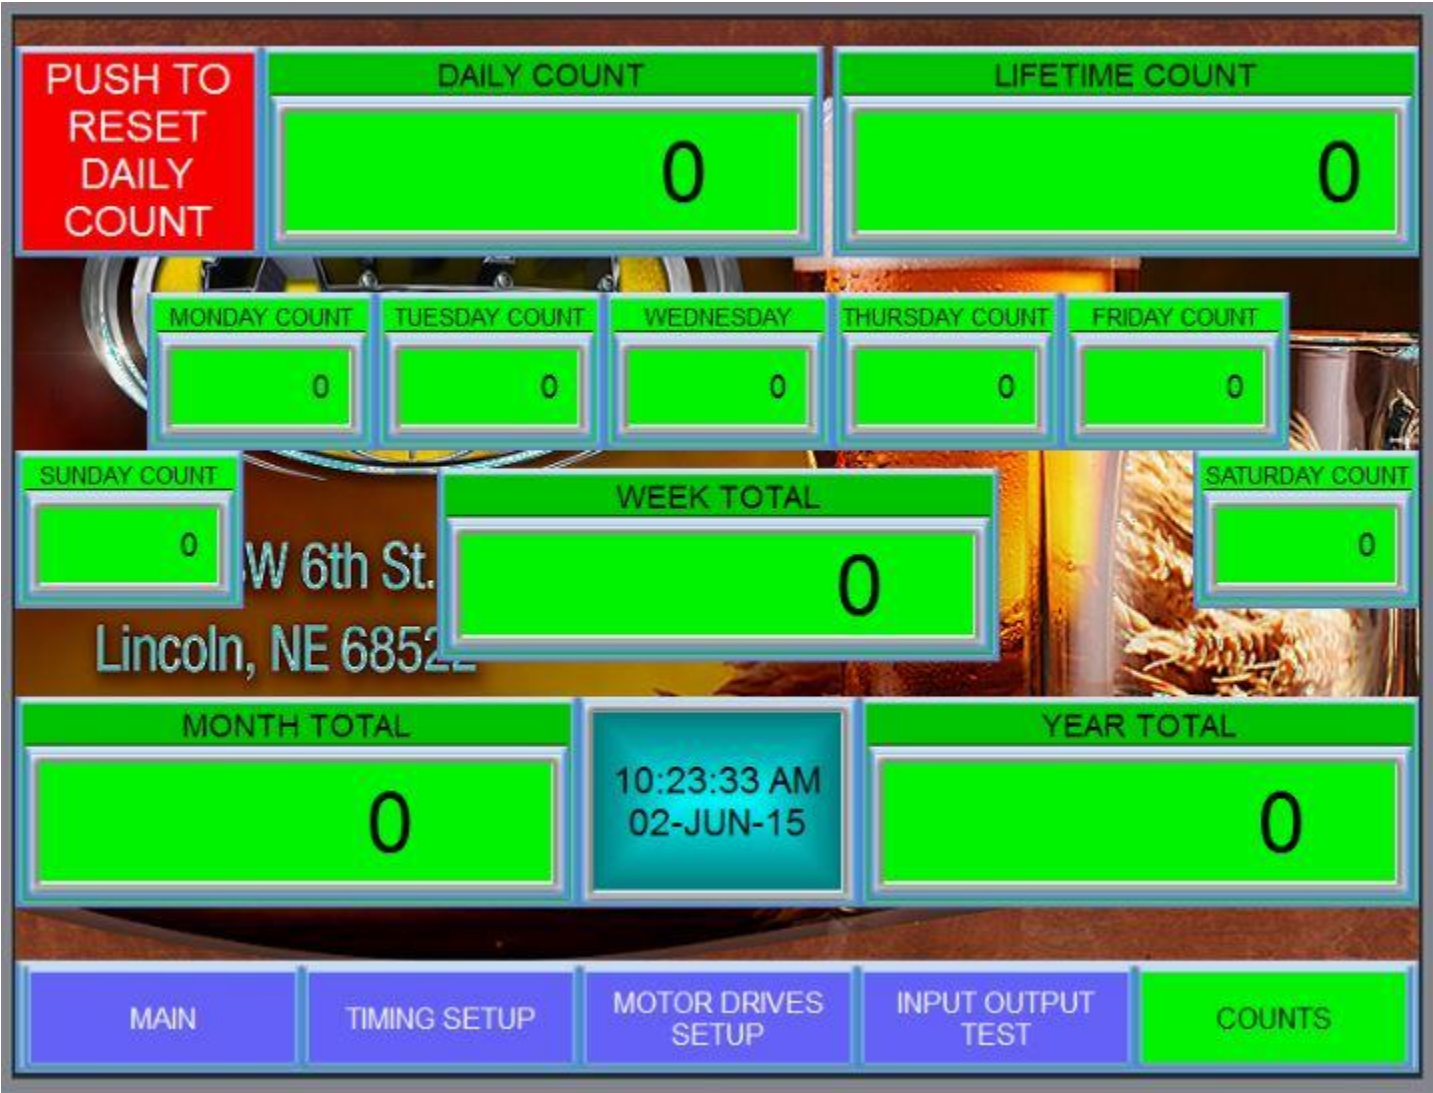 PUSH TO
RESET
DAILY
COUNT
DAILY COUNT
0
LIFETIME COUNT
0
MONDAY COUNT
0
TUESDAY COUNT
0
WEDNESDAY
0
THURSDAY COUNT
0
FRIDAY COUNT
0
SUNDAY COUNT
0
WEEK TOTAL
0
SATURDAY COUNT
0
W 6th St.
Lincoln, NE 68522
MONTH TOTAL
0
10:23:33 AM
02-JUN-15
YEAR TOTAL
0
MAIN
TIMING SETUP
MOTOR DRIVES
SETUP
INPUT OUTPUT
TEST
COUNTS